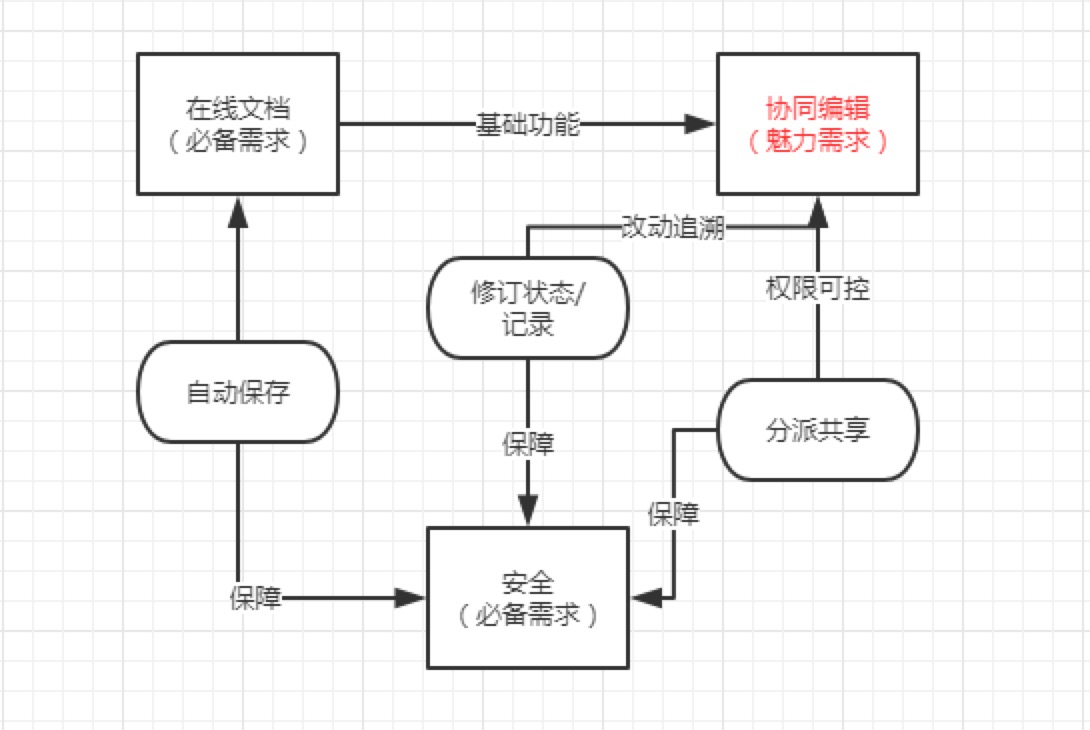 在线文档
（必备需求）
基础功能
协同编辑
（魅力需求）
改动追溯
修订状态/
记录
权限可控
自动保存
分派共享
保障
保障
安全
（必备需求）
保障